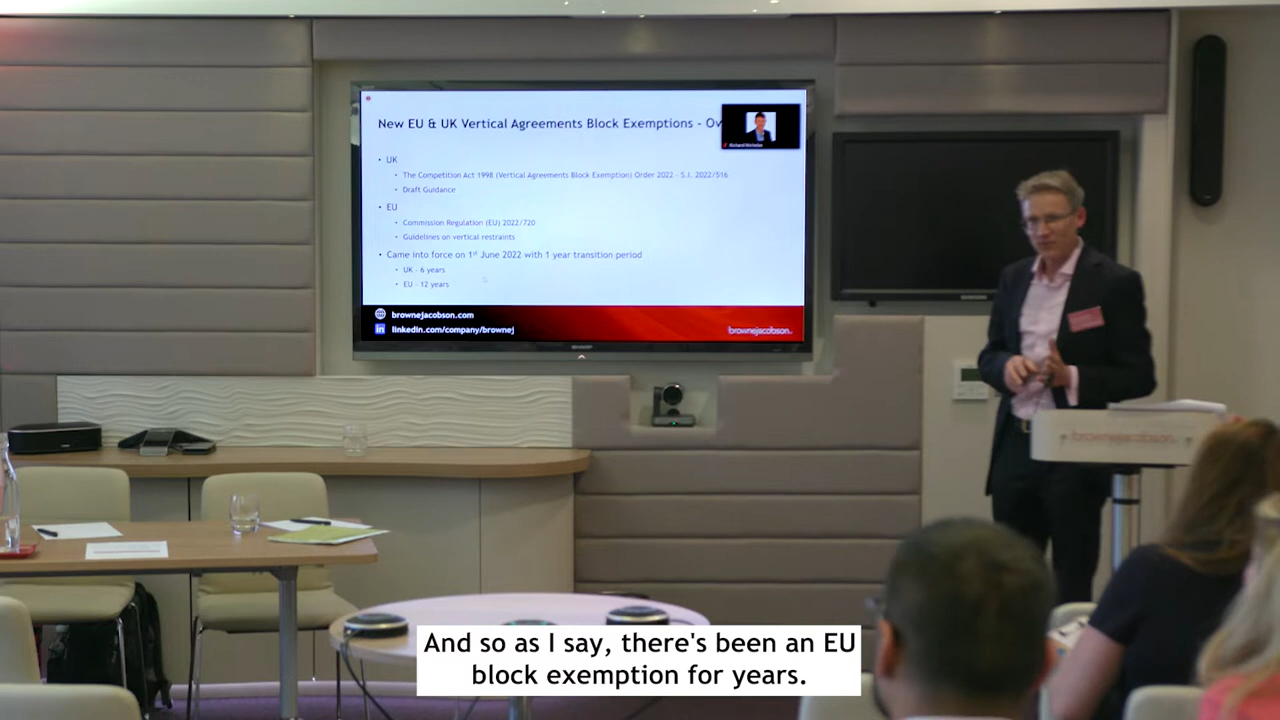 New EU & UK Vertical Agreements Block Exemptions - Ov
• UK
• The Competition Act 1998 (Vertical Agreements Block Exemption) Order 2022 - S.I. 2022/516
• Draft Guidance
• EU
• Commission Regulation (EU) 2022/720
• Guidelines on vertical restraints
• Came into force on 1st June 2022 with 1 year transition period
• UK - 6 years
• EU - 12 years
brownejacobson.com
linkedin.com/company/brownej
brownejacobson
SHARP
brownejacobson
And so as I say, there's been an EU
block exemption for years.